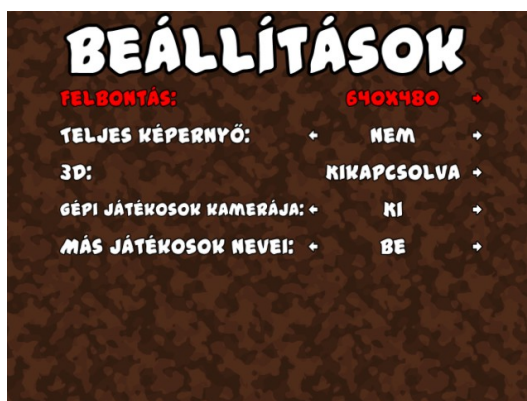 BEÁLLÍTÁSOK
FELBONTÁS: 640X480
TELJES KÉPERNYŐ: NEM
3D: KIKAPCSOLVA
GÉPI JÁTÉKOSOK KAMERÁJA: KI
MÁS JÁTÉKOSOK NEVEI: BE